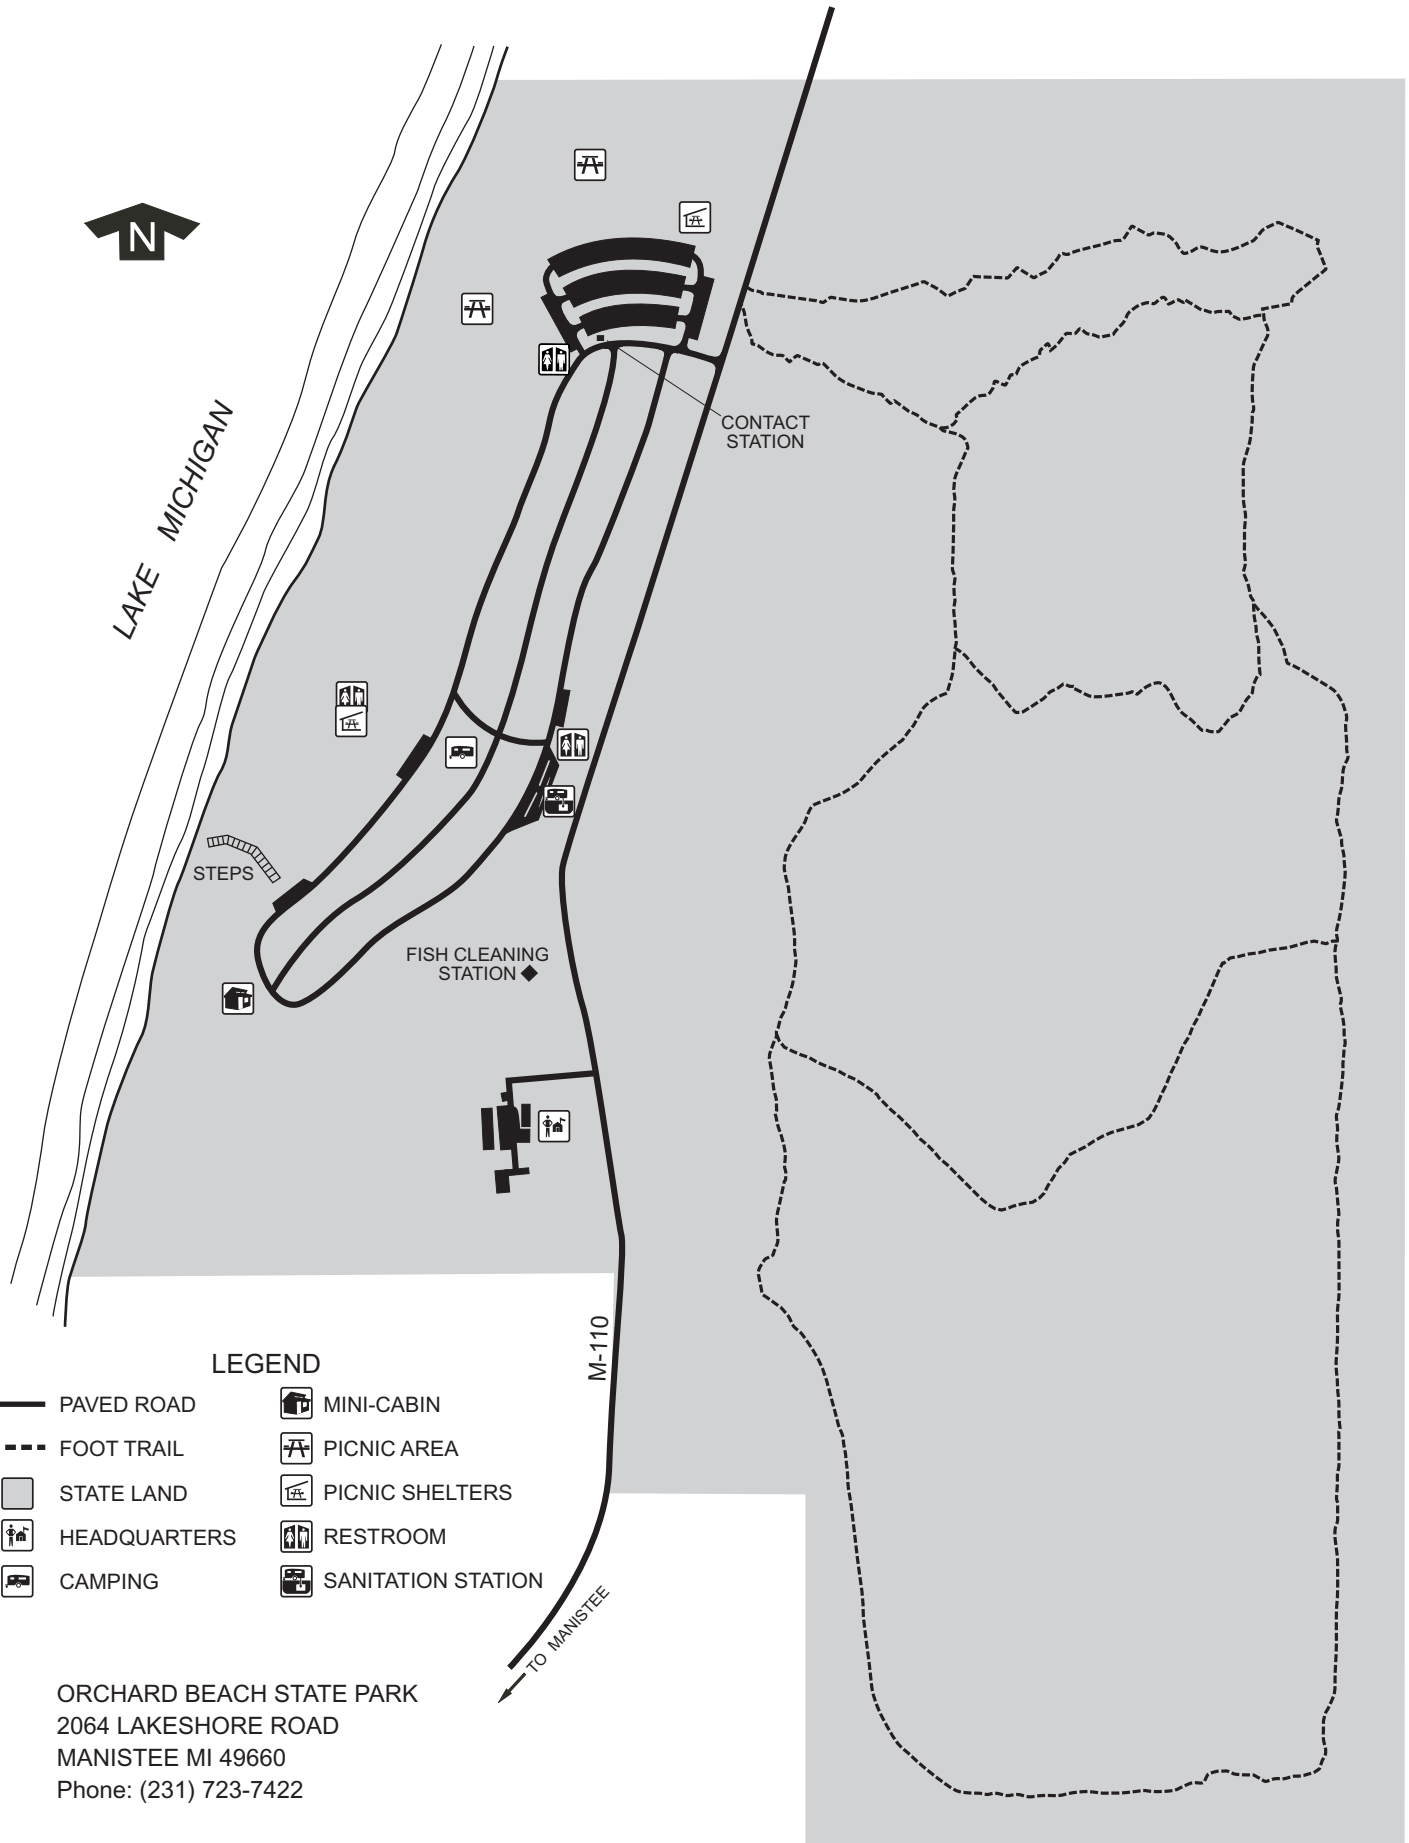 N
CONTACT
STATION
LAKE MICHIGAN
STEPS
FISH CLEANING
STATION
M-110
TO MANISTEE
LEGEND
PAVED ROAD
FOOT TRAIL
STATE LAND
HEADQUARTERS
CAMPING
MINI-CABIN
PICNIC AREA
PICNIC SHELTERS
RESTROOM
SANITATION STATION
ORCHARD BEACH STATE PARK
2064 LAKESHORE ROAD
MANISTEE MI 49660
Phone: (231) 723-7422